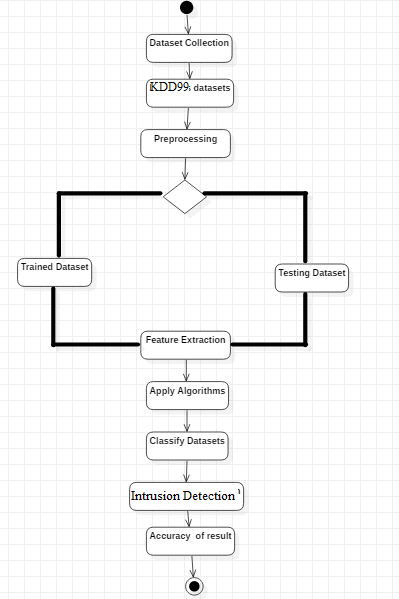 Dataset Collection
KDD99 datasets
Preprocessing
Trained Dataset
Testing Dataset
Feature Extraction
Apply Algorithms
Classify Datasets
Intrusion Detection
Accuracy of result